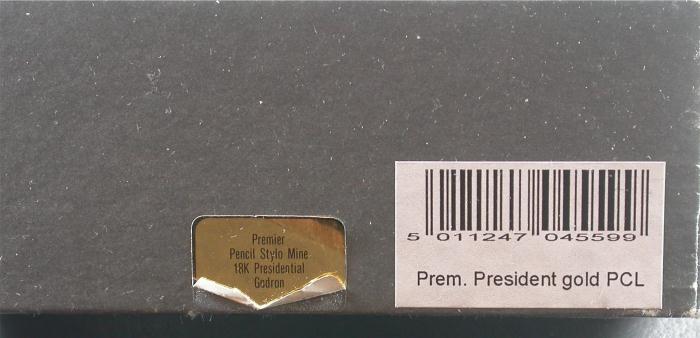 Premier
Pencil Stylo Mine
18K Presidential
Godron
5 011247 045599
Prem. President gold PCL